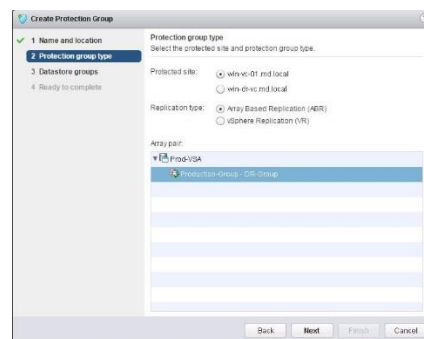 Create Protection Group
1 Name and location
2 Protection group type
3 Datastore groups
4 Ready to complete
Protection group type
Select the protected site and protection group type.
Protected site:
win-vc-01.rnd.local
win-dr-vc.rnd.local
Replication type:
Array Based Replication (ABR)
vSphere Replication (VR)
Array pair:
Prod-VSA
Production-Group - DR-Group
Back Next Finish Cancel